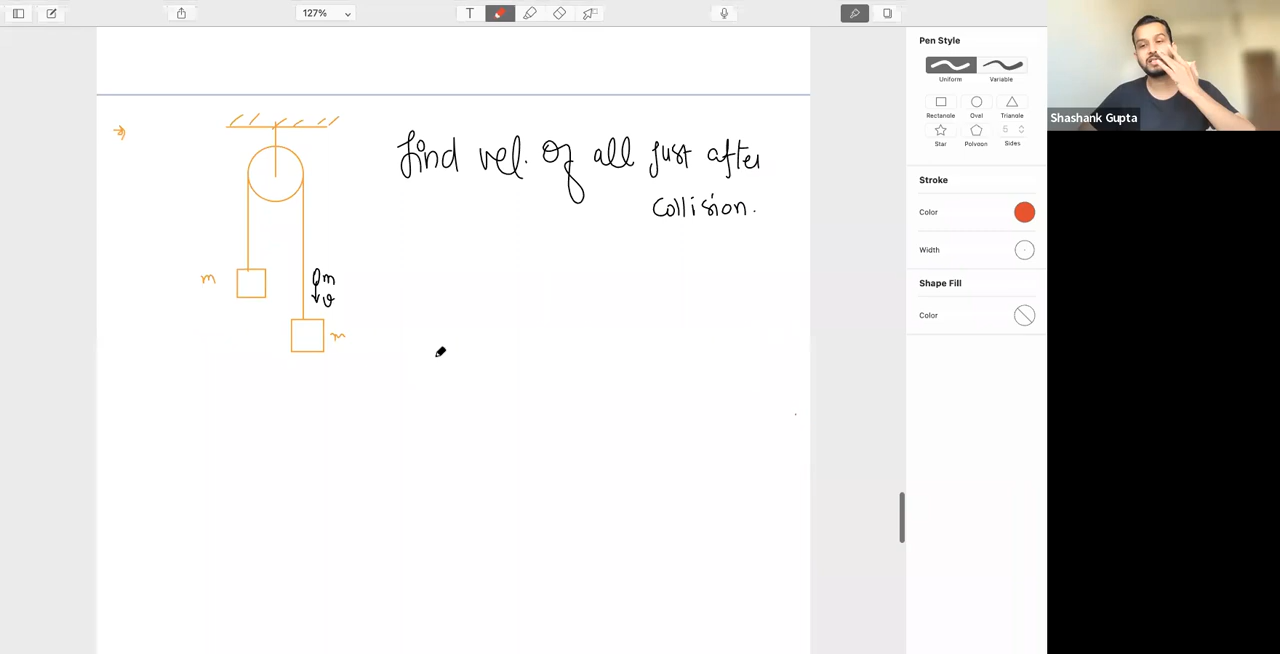 127%
T
Pen Style
Uniform
Variable
Rectangle
Oval
Triangle
Star
Polygon
5
Sides
Stroke
Color
Width
Shape Fill
Color
Shashank Gupta
find vel. of all just after
collision.
m
m
v
m